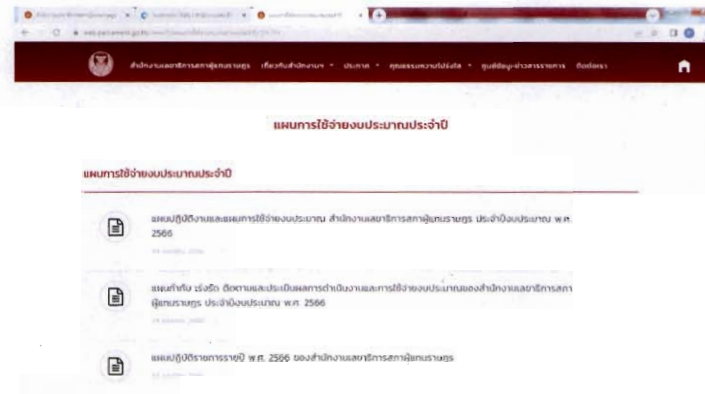 สำนักงานเลขาธิการสภาผู้แทนราษฎร เกี่ยวกับสำนักงานฯ ประกาศ คุณธรรมความโปร่งใส ศูนย์ข้อมูล-ข่าวสารราชการ ติดต่อเรา
แผนการใช้จ่ายงบประมาณประจำปี
แผนการใช้จ่ายงบประมาณประจำปี
แผนปฏิบัติงานและแผนการใช้จ่ายงบประมาณ สำนักงานเลขาธิการสภาผู้แทนราษฎร ประจำปีงบประมาณ พ.ศ.
2566
แผนกำกับ เร่งรัด ติดตามและประเมินผลการดำเนินงานและการใช้จ่ายงบประมาณของสำนักงานเลขาธิการสภา
ผู้แทนราษฎร ประจำปีงบประมาณ พ.ศ. 2566
แผนปฏิบัติราชการรายปี พ.ศ. 2566 ของสำนักงานเลขาธิการสภาผู้แทนราษฎร